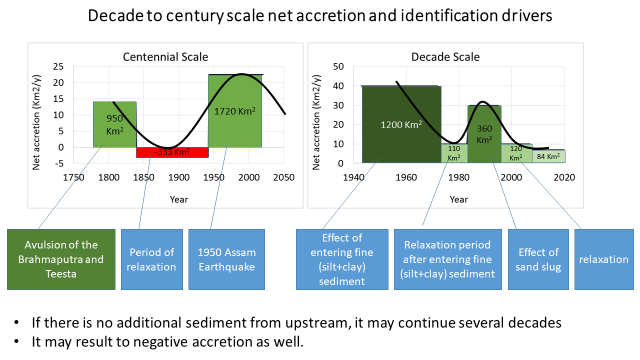 Decade to century scale net accretion and identification drivers
Centennial Scale
Net accretion (Km2/y)
25
20
15
10
5
0
-5
950
Km²
-333 Km²
1720 Km²
1750
1800
1850
1900
1950
2000
2050
Year
Decade Scale
Net accretion (Km2/y)
50
40
30
20
10
0
1200 Km²
110
Km²
360
Km²
120
Km²
84 Km²
1940
1960
1980
2000
2020
Year
Avulsion of the
Brahmaputra and
Teesta
Period of
relaxation
1950 Assam
Earthquake
Effect of
entering fine
(silt+clay)
sediment
Relaxation period
after entering fine
(silt+clay) sediment
Effect of
sand slug
relaxation
• If there is no additional sediment from upstream, it may continue several decades
• It may result to negative accretion as well.